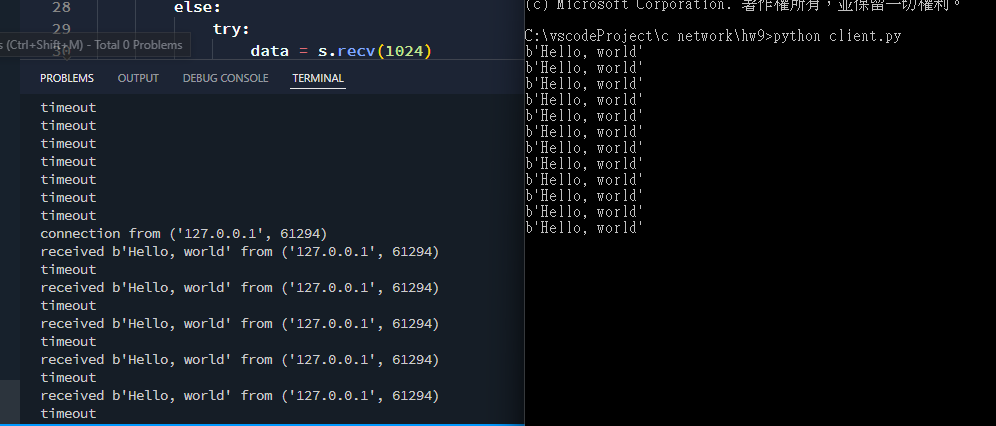 28 else:
29 try:
30 data = s.recv(1024)
s (Ctrl+Shift+M) - Total 0 Problems
PROBLEMS OUTPUT DEBUG CONSOLE TERMINAL
timeout
timeout
timeout
timeout
timeout
timeout
timeout
connection from ('127.0.0.1', 61294)
received b'Hello, world' from ('127.0.0.1', 61294)
timeout
received b'Hello, world' from ('127.0.0.1', 61294)
timeout
received b'Hello, world' from ('127.0.0.1', 61294)
timeout
received b'Hello, world' from ('127.0.0.1', 61294)
timeout
received b'Hello, world' from ('127.0.0.1', 61294)
timeout
(c) Microsoft Corporation. 著作權所有，並保留一切權利。
C:\vscodeProject\c network\hw9>python client.py
b'Hello, world'
b'Hello, world'
b'Hello, world'
b'Hello, world'
b'Hello, world'
b'Hello, world'
b'Hello, world'
b'Hello, world'
b'Hello, world'
b'Hello, world'
b'Hello, world'
b'Hello, world'